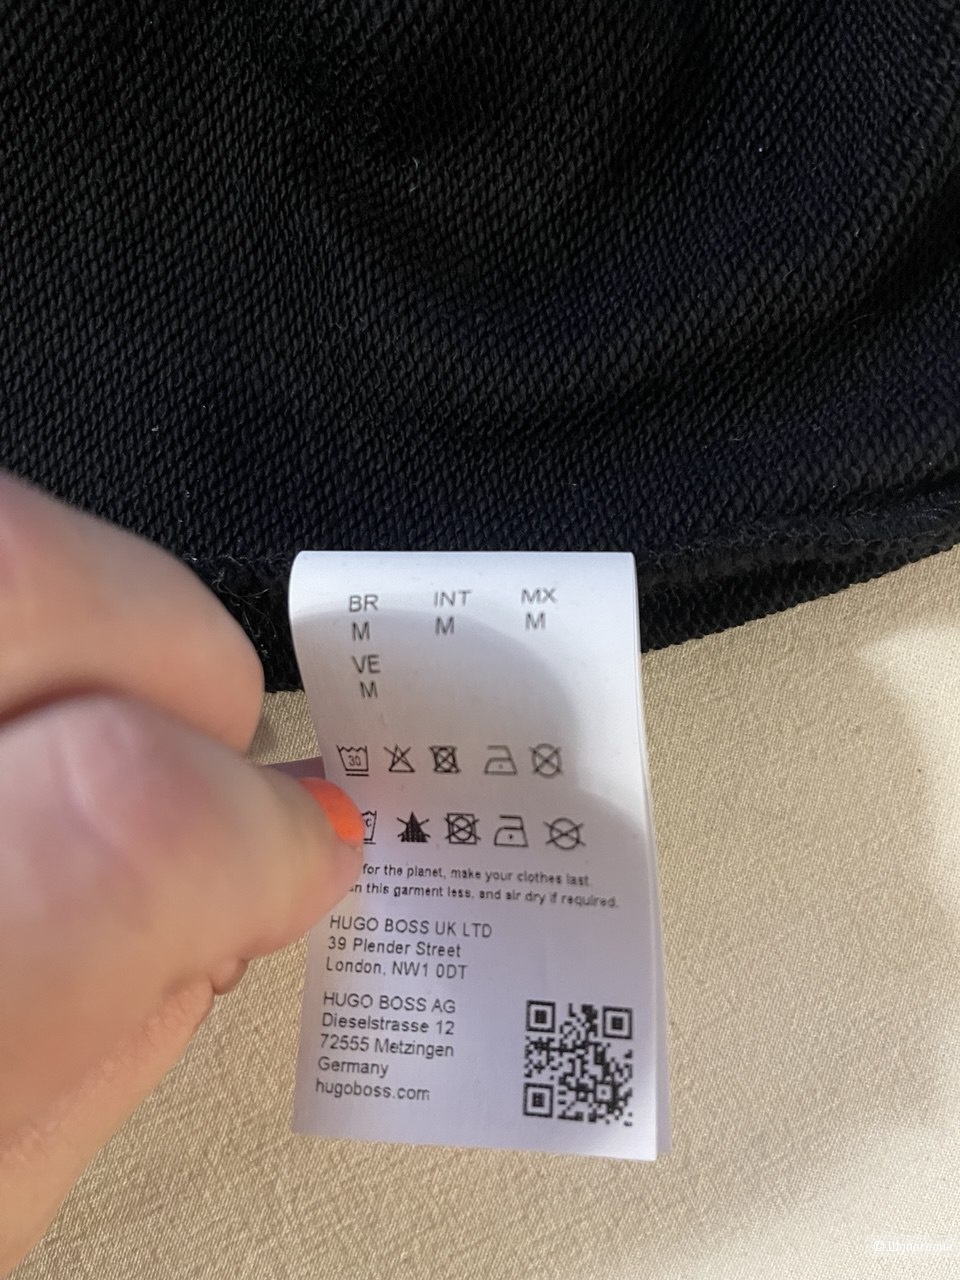 BR INT MX
M M M
VE
M
30
for the planet, make your clothes last.
this garment less, and air dry if required.
HUGO BOSS UK LTD
39 Plender Street
London, NW1 0DT
HUGO BOSS AG
Dieselstrasse 12
72555 Metzingen
Germany
hugoboss.com